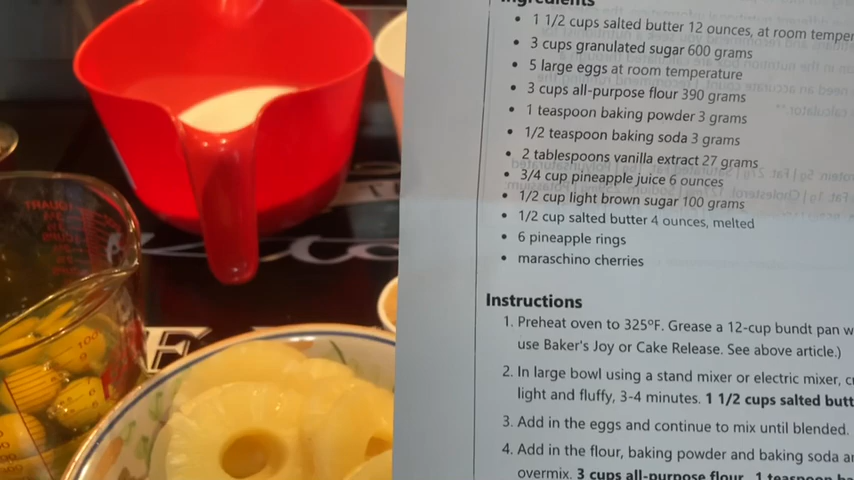 Ingredients
1 1/2 cups salted butter 12 ounces, at room temper
3 cups granulated sugar 600 grams
5 large eggs at room temperature
3 cups all-purpose flour 390 grams
1 teaspoon baking powder 3 grams
1/2 teaspoon baking soda 3 grams
2 tablespoons vanilla extract 27 grams
3/4 cup pineapple juice 6 ounces
1/2 cup light brown sugar 100 grams
1/2 cup salted butter 4 ounces, melted
6 pineapple rings
maraschino cherries
Instructions
1. Preheat oven to 325ºF. Grease a 12-cup bundt pan w
use Baker's Joy or Cake Release. See above article.)
2. In large bowl using a stand mixer or electric mixer, c
light and fluffy, 3-4 minutes. 1 1/2 cups salted butt
3. Add in the eggs and continue to mix until blended.
4. Add in the flour, baking powder and baking soda a
overmix. 3 cups all-purpose flour, 1 teaspoon ba